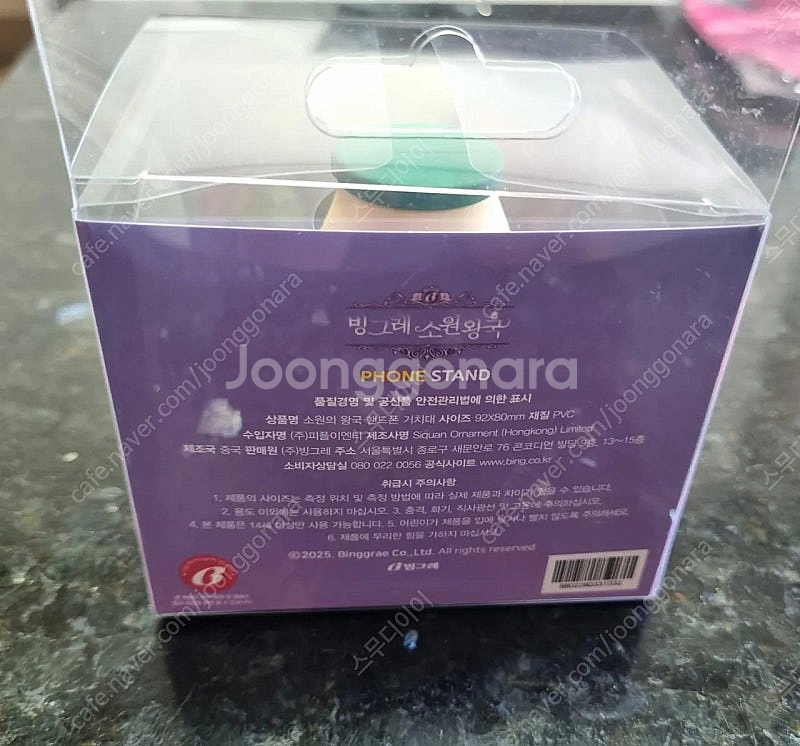 빙그레 소원왕국
Joonggonara
PHONE STAND
품질경영 및 공산품 안전관리법에 의한 표시
상품명 소원의 왕국 핸드폰 거치대 사이즈 92X80mm 재질 PVC
수입자명 (주)피플이엔티 제조사명 Siquan Ornament (Hongkong) Limited
제조국 중국 판매원 (주)빙그레 주소 서울특별시 종로구 새문안로 76 콘코디언 빌딩 9층, 13~15층
소비자상담실 080 022 0056 공식사이트 www.bing.co.kr
취급시 주의사항
1. 제품의 사이즈는 측정 위치 및 측정 방법에 따라 실제 제품과 차이가 있을 수 있습니다.
2. 용도 이외에는 사용하지 마십시오. 3. 충격, 화기, 직사광선 및 고온에 주의하십시오.
4. 본 제품은 14세 이상만 사용 가능합니다. 5. 어린이가 제품을 입에 넣거나 빨지 않도록 주의하세요.
6. 제품에 무리한 힘을 가하지 마십시오.
©2025. Binggrae Co.,Ltd. All rights reserved
빙그레
cafe.naver.com/joonggonara
스무디이이